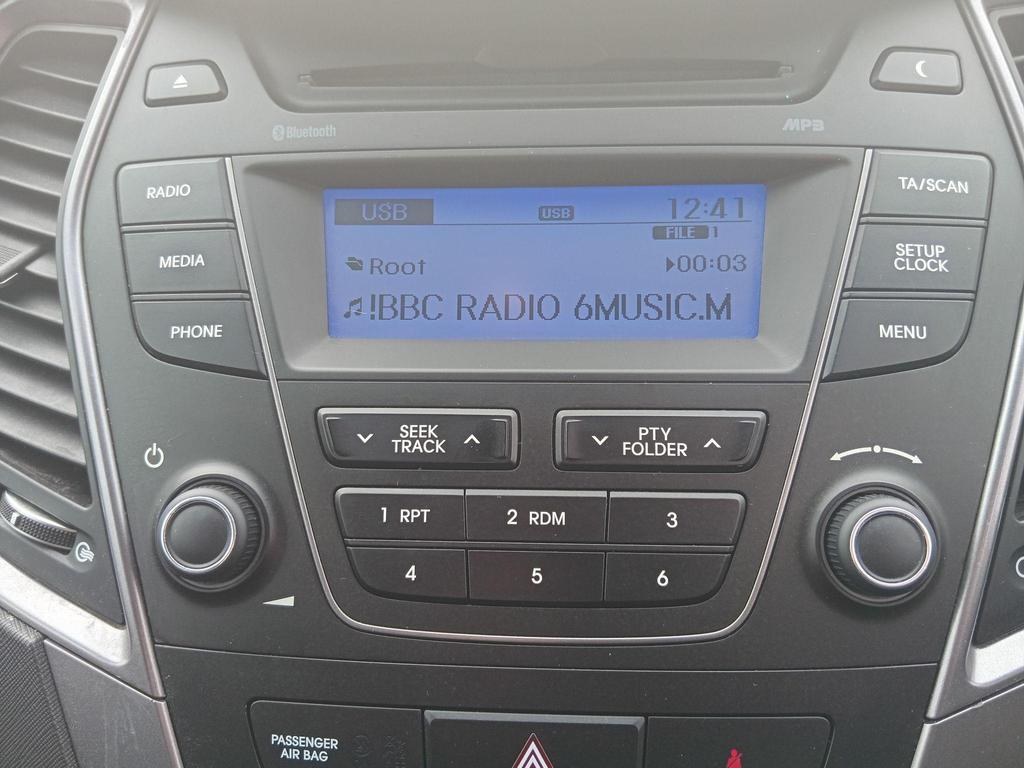 Bluetooth
MP3
RADIO
MEDIA
PHONE
USB
USB
12:41
FILE 1
Root
00:03
!BBC RADIO 6MUSIC.M
TA/SCAN
SETUP
CLOCK
MENU
SEEK
TRACK
PTY
FOLDER
1 RPT
2 RDM
3
4
5
6
PASSENGER
AIR BAG